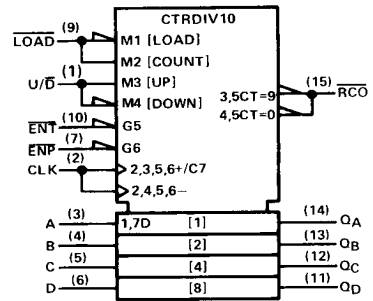 CTRDIV10
LOAD (9) M1 [LOAD]
M2 [COUNT]
U/D (1) M3 [UP] 3,5CT=9 (15) RCO
M4 [DOWN] 4,5CT=0
ENT (10) G5
ENP (7) G6
CLK (2) 2,3,5,6+/C7
2,4,5,6−
A (3) 1,7D [1] (14) QA
B (4) [2] (13) QB
C (5) [4] (12) QC
D (6) [8] (11) QD